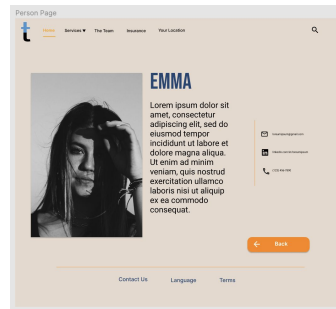 Person Page
t
Home Services ▼ The Team Insurance Your Location
EMMA
Lorem ipsum dolor sit
amet, consectetur
adipiscing elit, sed do
eiusmod tempor
incididunt ut labore et
dolore magna aliqua.
Ut enim ad minim
veniam, quis nostrud
exercitation ullamco
laboris nisi ut aliquip
ex ea commodo
consequat.
Back
Contact Us Language Terms